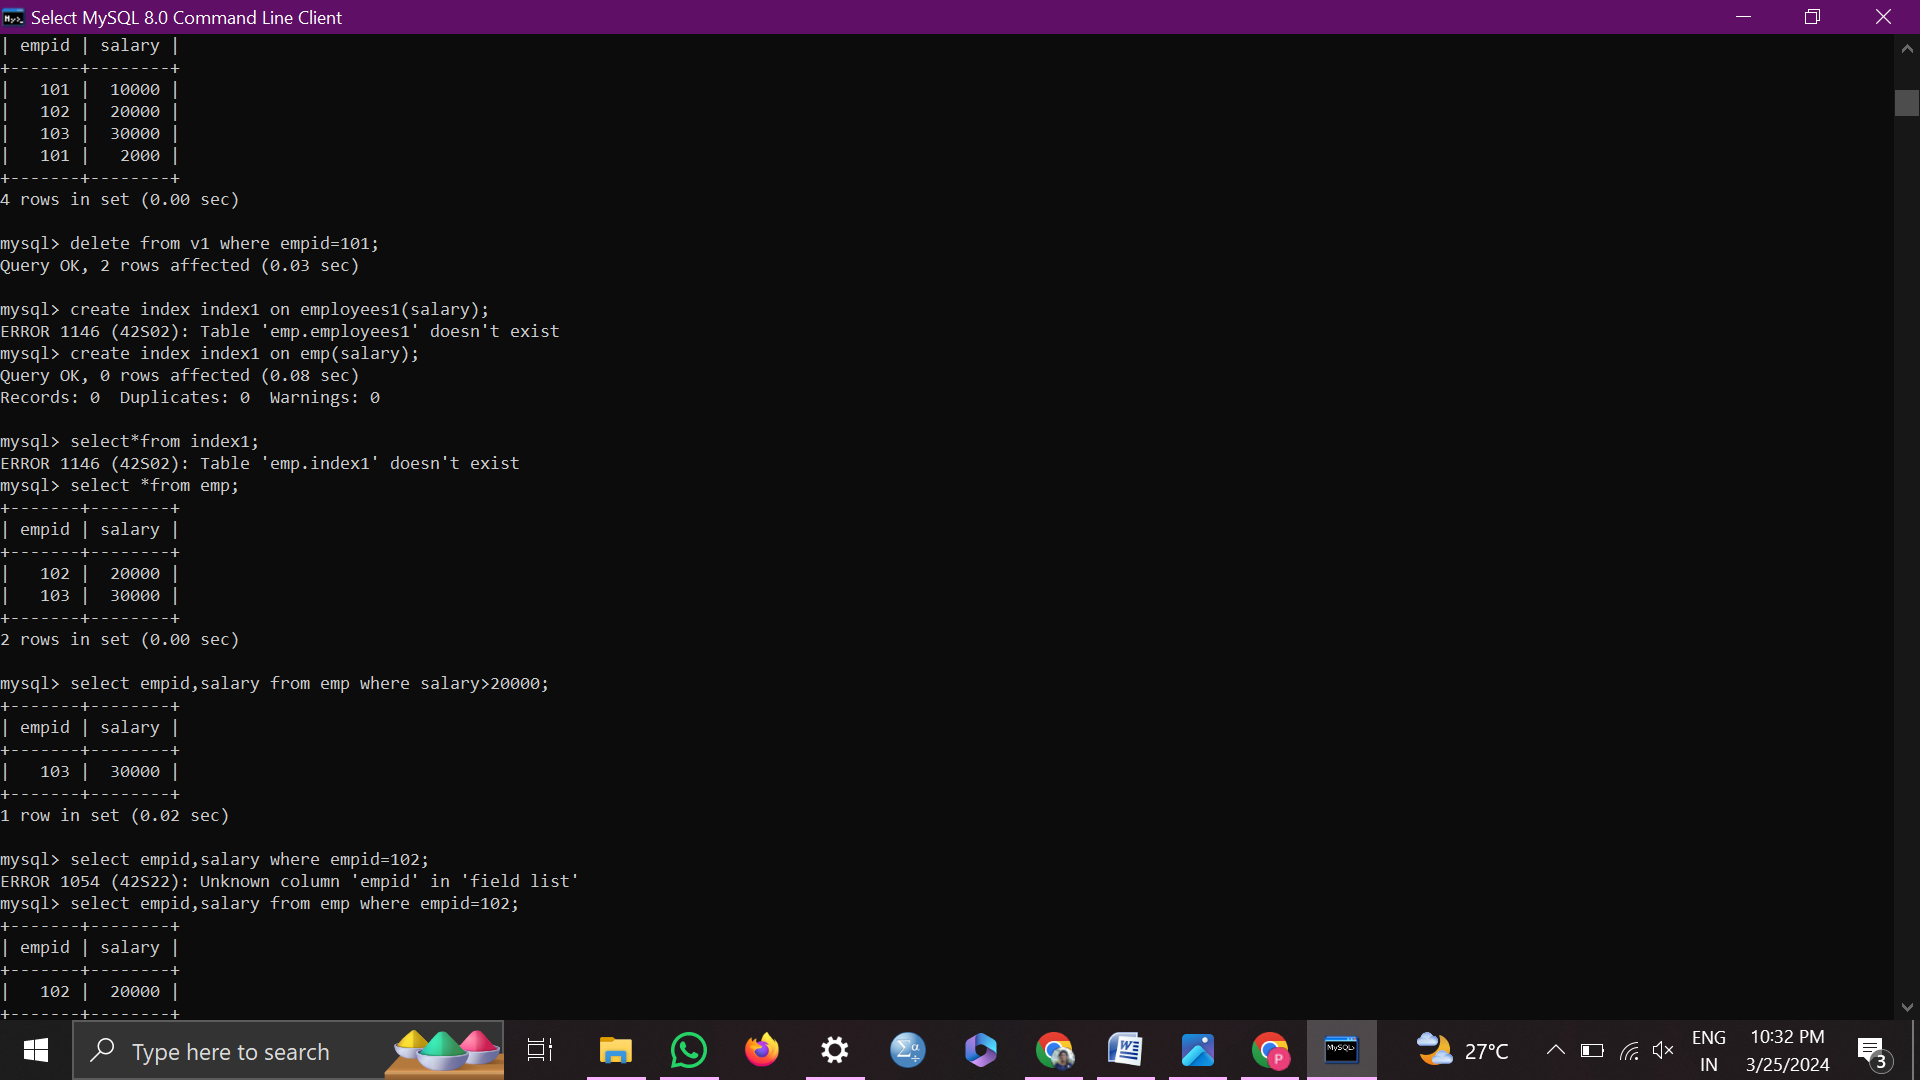 Select MySQL 8.0 Command Line Client
| empid | salary |
+-------+--------+
|   101 |  10000 |
|   102 |  20000 |
|   103 |  30000 |
|   101 |   2000 |
+-------+--------+
4 rows in set (0.00 sec)
mysql> delete from v1 where empid=101;
Query OK, 2 rows affected (0.03 sec)
mysql> create index index1 on employees1(salary);
ERROR 1146 (42S02): Table 'emp.employees1' doesn't exist
mysql> create index index1 on emp(salary);
Query OK, 0 rows affected (0.08 sec)
Records: 0  Duplicates: 0  Warnings: 0
mysql> select*from index1;
ERROR 1146 (42S02): Table 'emp.index1' doesn't exist
mysql> select *from emp;
+-------+--------+
| empid | salary |
+-------+--------+
|   102 |  20000 |
|   103 |  30000 |
+-------+--------+
2 rows in set (0.00 sec)
mysql> select empid,salary from emp where salary>20000;
+-------+--------+
| empid | salary |
+-------+--------+
|   103 |  30000 |
+-------+--------+
1 row in set (0.02 sec)
mysql> select empid,salary where empid=102;
ERROR 1054 (42S22): Unknown column 'empid' in 'field list'
mysql> select empid,salary from emp where empid=102;
+-------+--------+
| empid | salary |
+-------+--------+
|   102 |  20000 |
+-------+--------+
Type here to search
Σα
W
P
MySQL>
27°C
ENG
IN
10:32 PM
3/25/2024
3